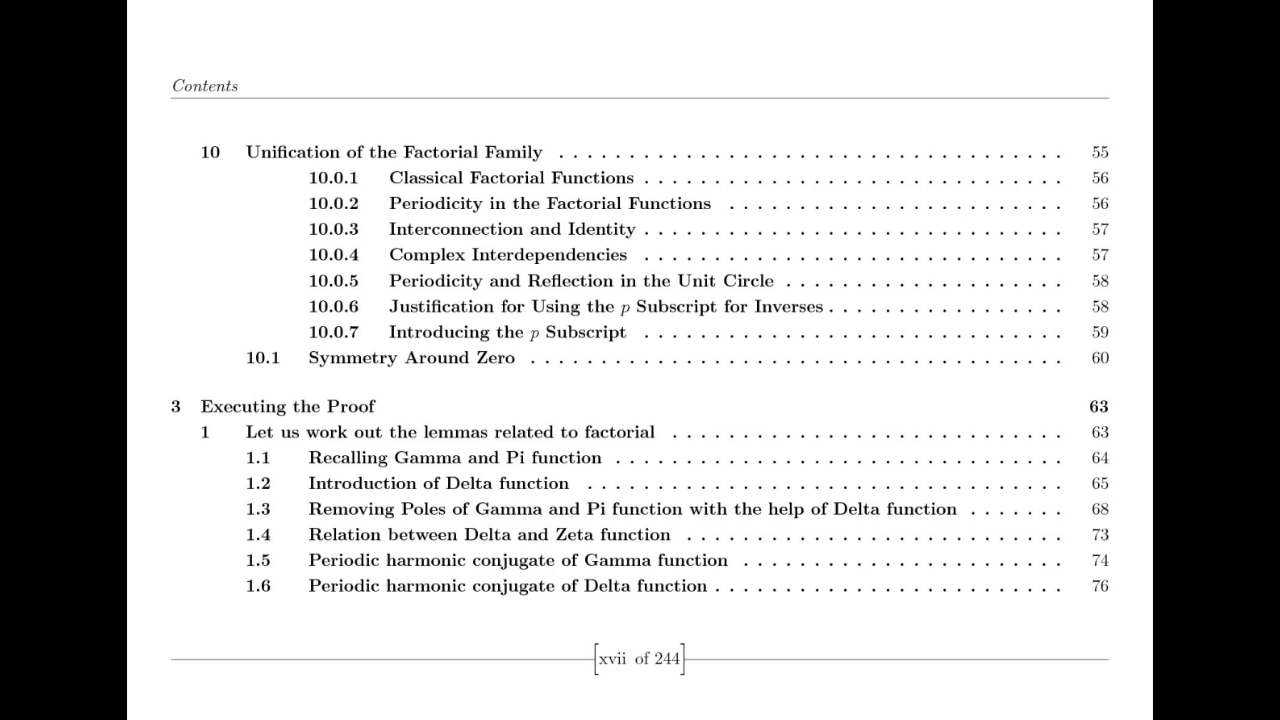 Contents
10 Unification of the Factorial Family . . . . . . . . . . . . . . . . . . . . . . . . . . . . . . . . . . . . 55
10.0.1 Classical Factorial Functions . . . . . . . . . . . . . . . . . . . . . . . . . . . . . . 56
10.0.2 Periodicity in the Factorial Functions . . . . . . . . . . . . . . . . . . . . . . . . 56
10.0.3 Interconnection and Identity . . . . . . . . . . . . . . . . . . . . . . . . . . . . . . 57
10.0.4 Complex Interdependencies . . . . . . . . . . . . . . . . . . . . . . . . . . . . . . 57
10.0.5 Periodicity and Reflection in the Unit Circle . . . . . . . . . . . . . . . . . . . . 58
10.0.6 Justification for Using the p Subscript for Inverses . . . . . . . . . . . . . . . . . 58
10.0.7 Introducing the p Subscript . . . . . . . . . . . . . . . . . . . . . . . . . . . . . . 59
10.1 Symmetry Around Zero . . . . . . . . . . . . . . . . . . . . . . . . . . . . . . . . . . . . . . 60
3 Executing the Proof 63
1 Let us work out the lemmas related to factorial . . . . . . . . . . . . . . . . . . . . . . . . . . . . 63
1.1 Recalling Gamma and Pi function . . . . . . . . . . . . . . . . . . . . . . . . . . . . . . . . 64
1.2 Introduction of Delta function . . . . . . . . . . . . . . . . . . . . . . . . . . . . . . . . . . 65
1.3 Removing Poles of Gamma and Pi function with the help of Delta function . . . . . . . 68
1.4 Relation between Delta and Zeta function . . . . . . . . . . . . . . . . . . . . . . . . . . . 73
1.5 Periodic harmonic conjugate of Gamma function . . . . . . . . . . . . . . . . . . . . . . . 74
1.6 Periodic harmonic conjugate of Delta function . . . . . . . . . . . . . . . . . . . . . . . . . 76
[xvii of 244]